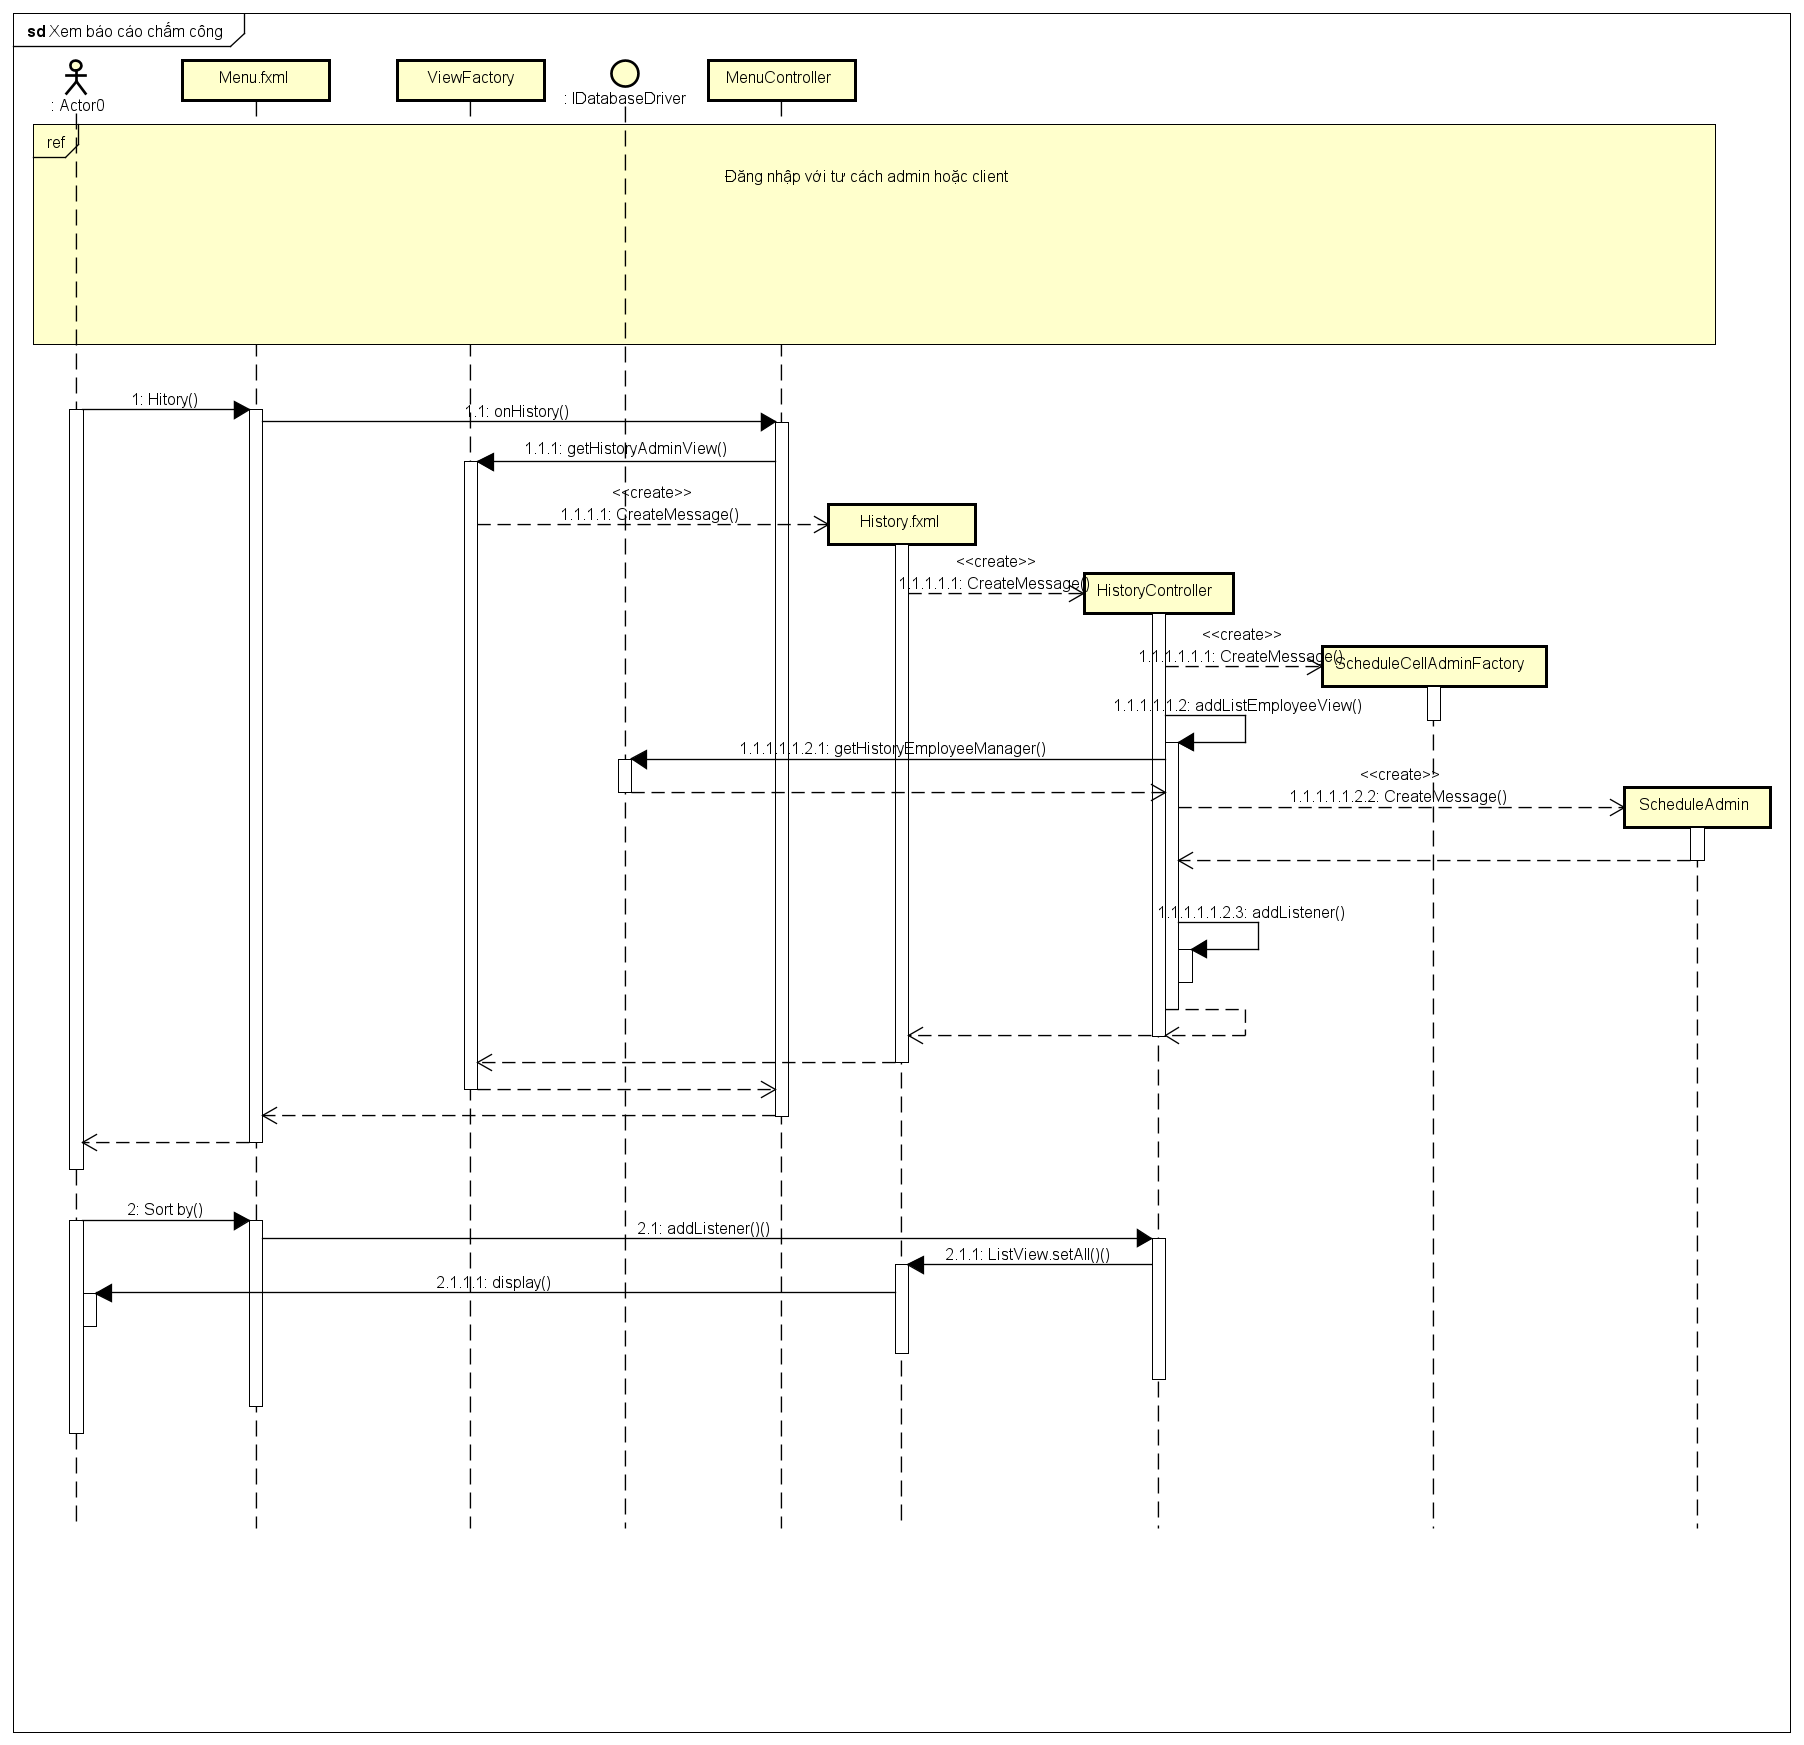 sd Xem báo cáo chấm công
: Actor0
Menu.fxml
ViewFactory
: IDatabaseDriver
MenuController
ref
Đăng nhập với tư cách admin hoặc client
1: Hitory()
1.1: onHistory()
1.1.1: getHistoryAdminView()
<<create>>
1.1.1.1: CreateMessage()
History.fxml
<<create>>
1.1.1.1.1: CreateMessage()
HistoryController
<<create>>
1.1.1.1.1.1: CreateMessage()
ScheduleCellAdminFactory
1.1.1.1.1.2: addListEmployeeView()
1.1.1.1.1.2.1: getHistoryEmployeeManager()
<<create>>
1.1.1.1.1.2.2: CreateMessage()
ScheduleAdmin
1.1.1.1.1.2.3: addListener()
2: Sort by()
2.1: addListener()()
2.1.1: ListView.setAll()()
2.1.1.1: display()